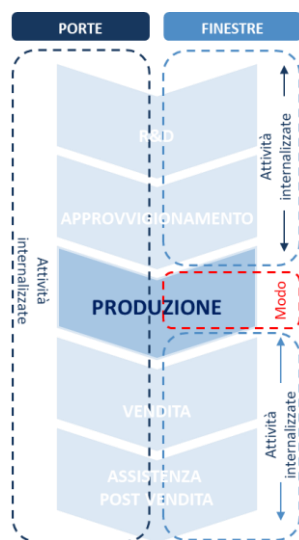 PORTE
FINESTRE
R&D
Attività
internalizzate
APPROVVIGIONAMENTO
Attività
internalizzate
PRODUZIONE
Modo
VENDITA
Attività
internalizzate
ASSISTENZA
POST VENDITA